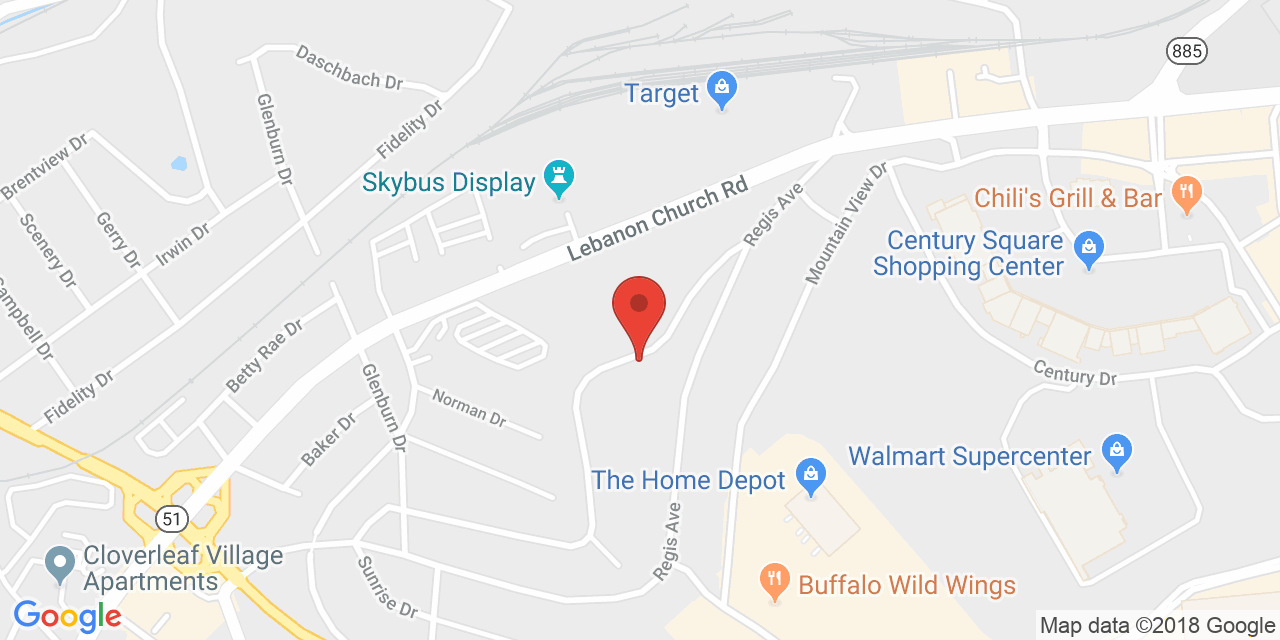 885
Target
Daschbach Dr
Fidelity Dr
Glenburn Dr
Brentview Dr
Skybus Display
Lebanon Church Rd
Regis Ave
Mountain View Dr
Chili's Grill & Bar
Gerry Dr
Irwin Dr
Scenery Dr
Century Square
Shopping Center
Campbell Dr
Betty Rae Dr
Century Dr
Fidelity Dr
Glenburn Dr
Norman Dr
Baker Dr
Walmart Supercenter
The Home Depot
51
Regis Ave
Cloverleaf Village
Apartments
Sunrise Dr
Buffalo Wild Wings
Google
Map data ©2018 Google